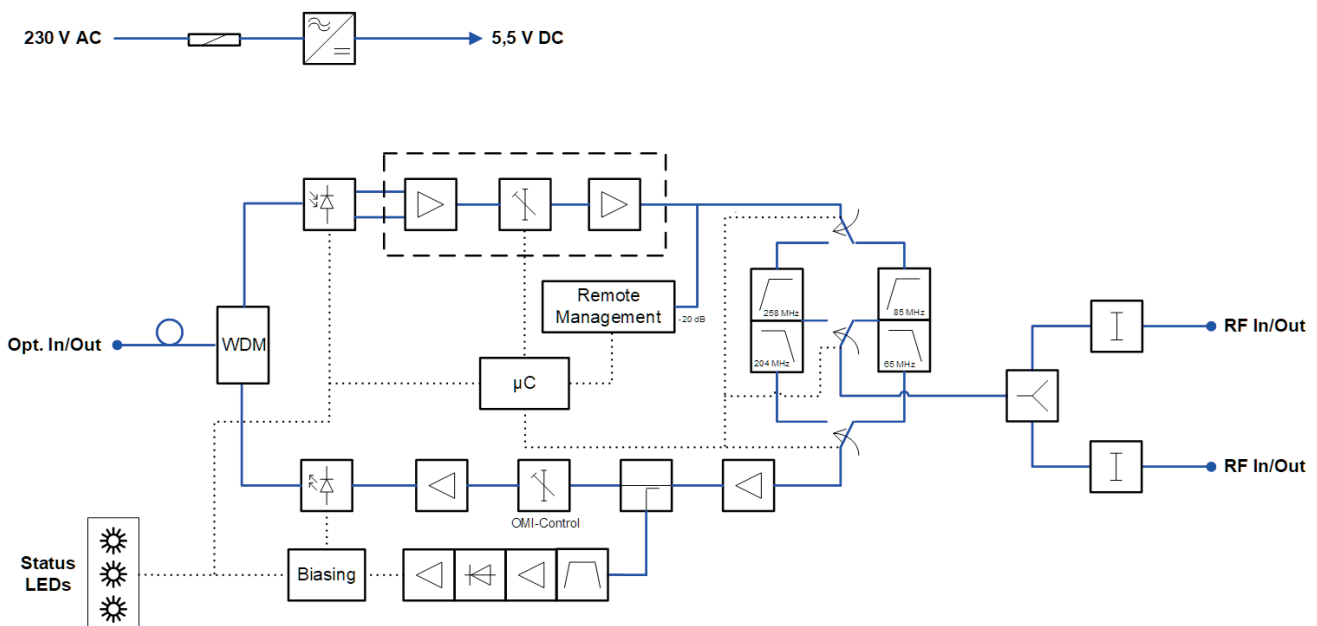 230 V AC
5,5 V DC
Remote
Management
-20 dB
258 MHz
85 MHz
204 MHz
65 MHz
Opt. In/Out
WDM
µC
RF In/Out
RF In/Out
OMI-Control
Status
LEDs
Biasing